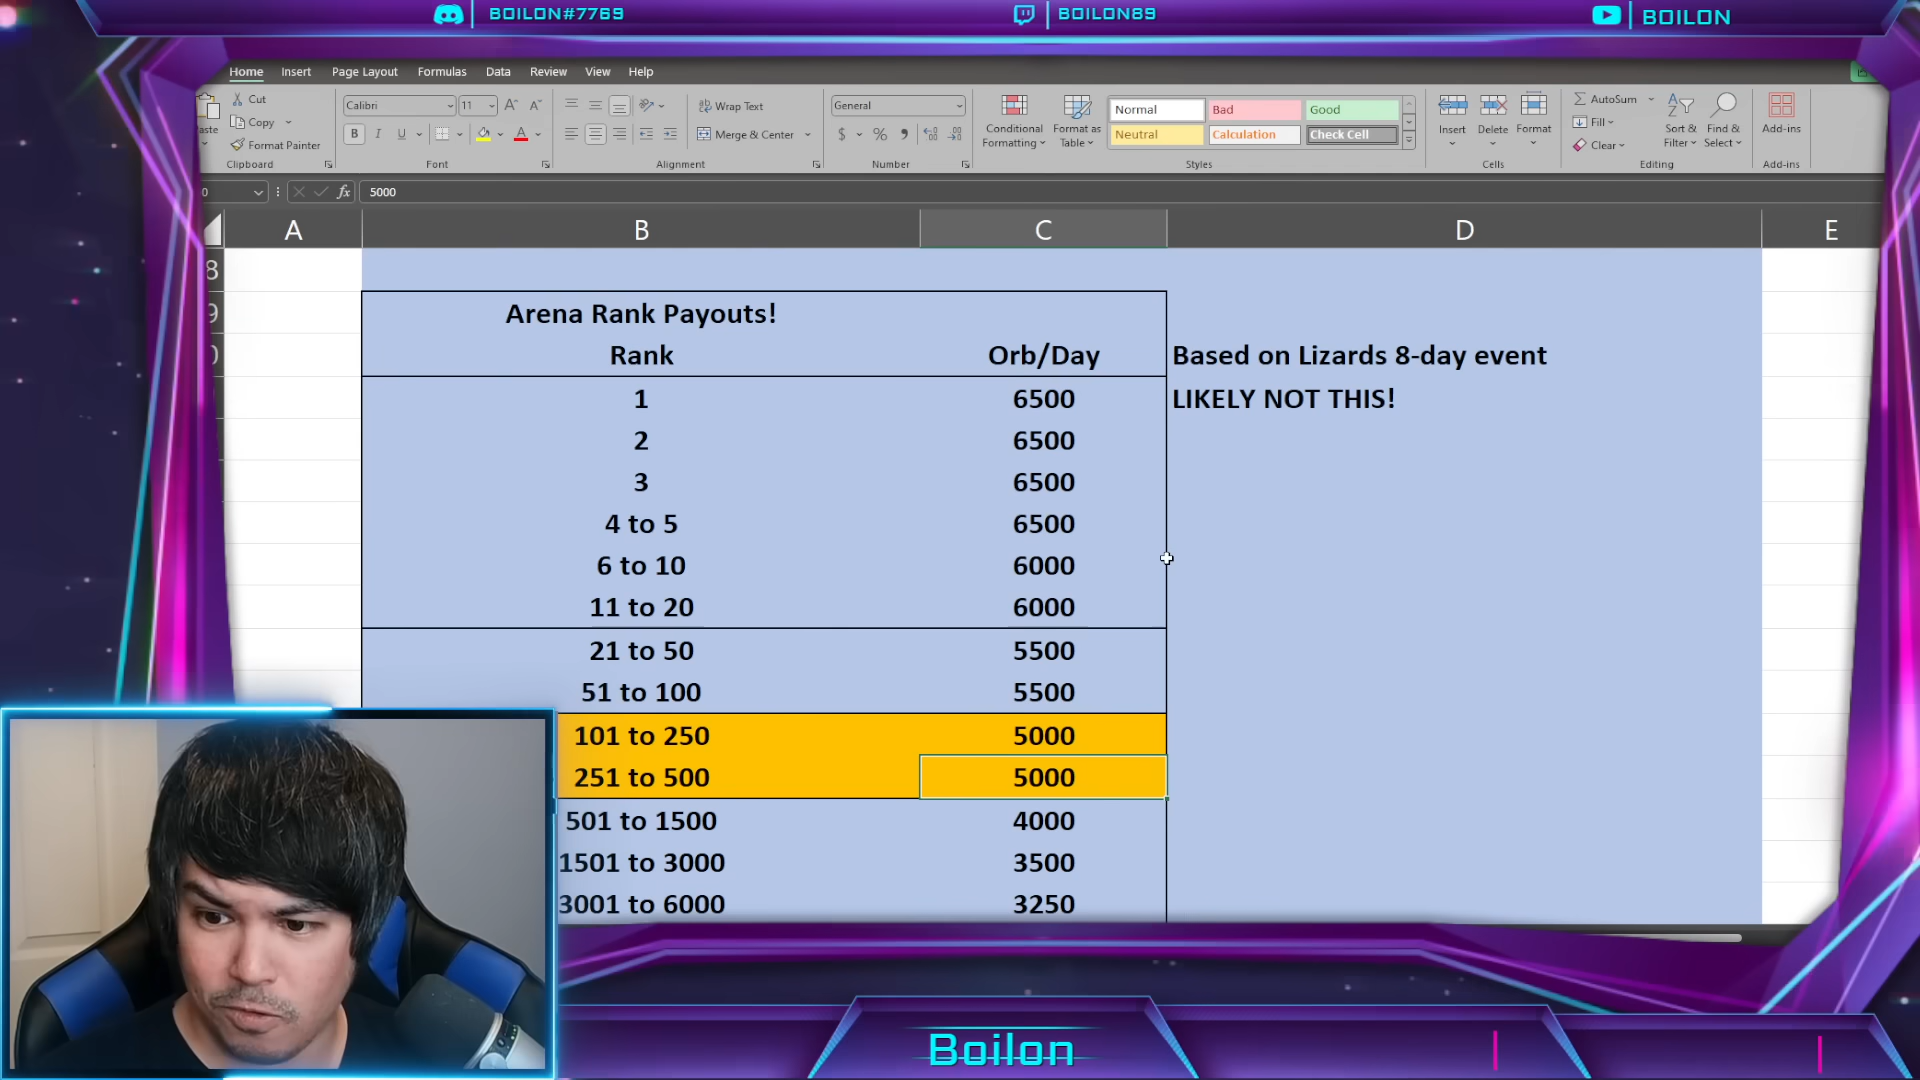 BOILON#7769
BOILON89
BOILON
Home Insert Page Layout Formulas Data Review View Help
Cut
Copy
Format Painter
Clipboard
Calibri 11
B I U
Font
Wrap Text
Merge & Center
Alignment
General
$ % ,
Number
Conditional Formatting
Format as Table
Normal Bad Good
Neutral Calculation Check Cell
Styles
Insert Delete Format
Cells
AutoSum
Fill
Clear
Sort & Filter
Find & Select
Editing
Add-ins
Add-ins
fx 5000
A B C D E
8
9 Arena Rank Payouts!
Rank Orb/Day Based on Lizards 8-day event
1 6500 LIKELY NOT THIS!
2 6500
3 6500
4 to 5 6500
6 to 10 6000
11 to 20 6000
21 to 50 5500
51 to 100 5500
101 to 250 5000
251 to 500 5000
501 to 1500 4000
1501 to 3000 3500
3001 to 6000 3250
Boilon